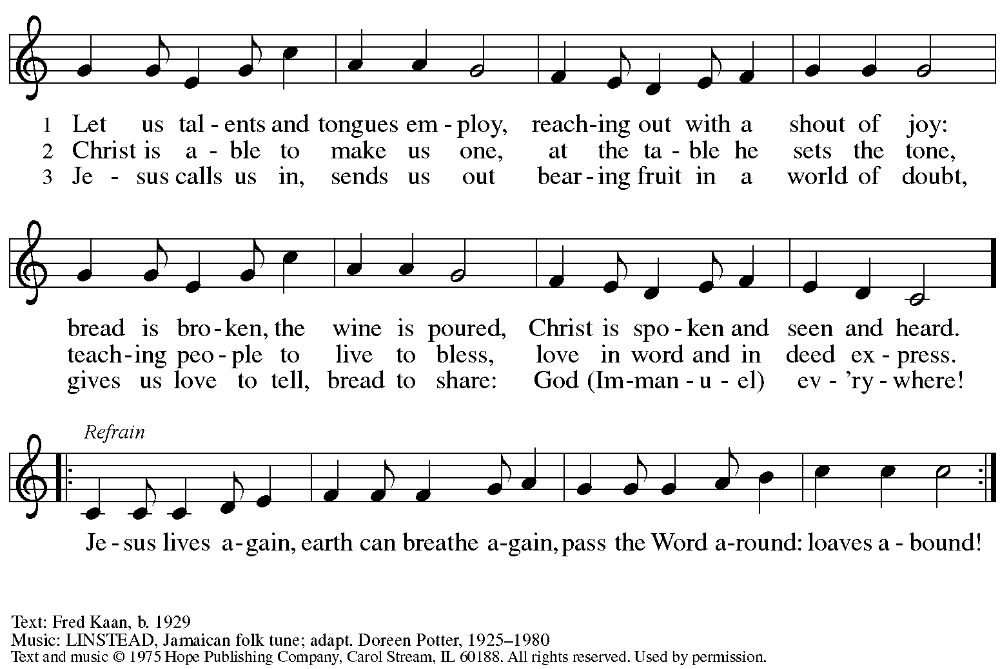 1 Let us tal - ents and tongues em - ploy, reach-ing out with a shout of joy:
2 Christ is a - ble to make us one, at the ta - ble he sets the tone,
3 Je - sus calls us in, sends us out bear-ing fruit in a world of doubt,
bread is bro-ken, the wine is poured, Christ is spo-ken and seen and heard.
teach-ing peo-ple to live to bless, love in word and in deed ex - press.
gives us love to tell, bread to share: God (Im-man - u - el) ev - 'ry - where!
Refrain
Je - sus lives a-gain, earth can breathe a-gain, pass the Word a-round: loaves a - bound!
Text: Fred Kaan, b. 1929
Music: LINSTEAD, Jamaican folk tune; adapt. Doreen Potter, 1925–1980
Text and music © 1975 Hope Publishing Company, Carol Stream, IL 60188. All rights reserved. Used by permission.